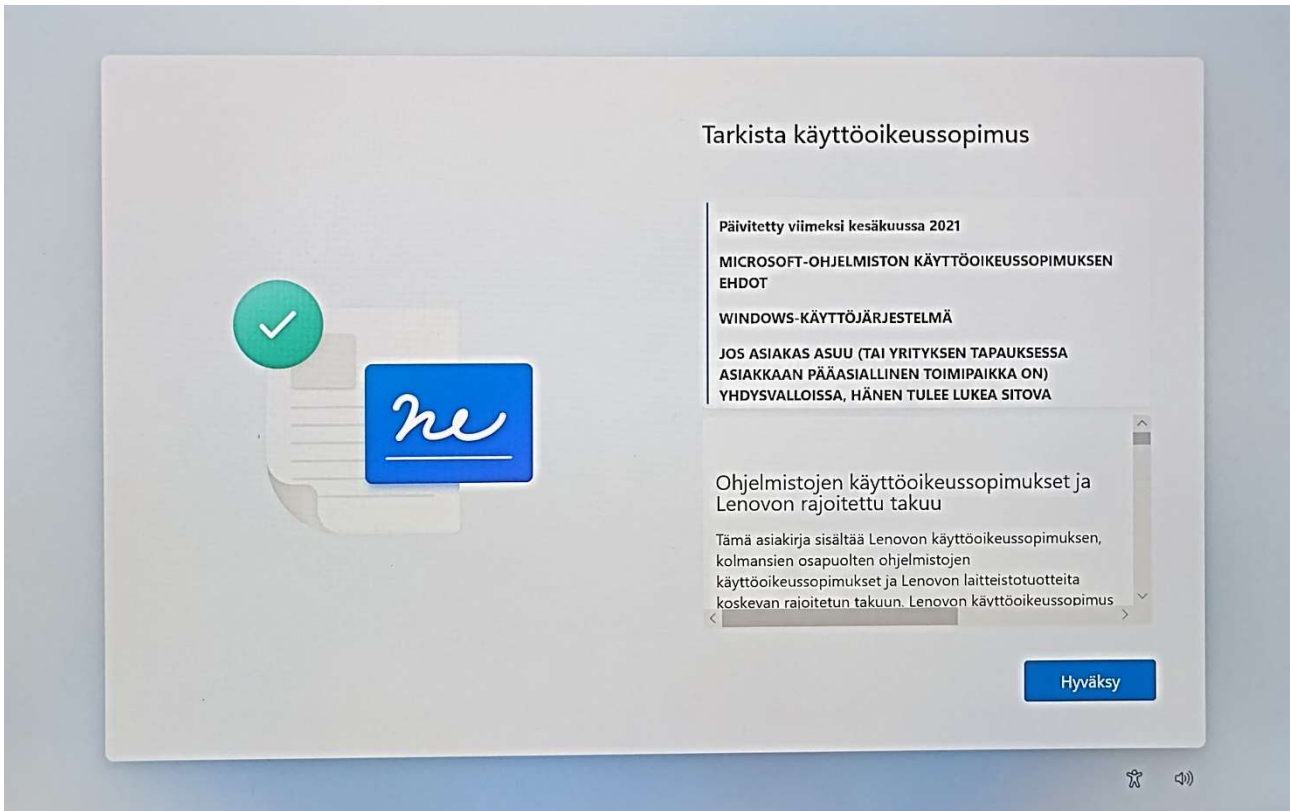 Tarkista käyttöoikeussopimus
Päivitetty viimeksi kesäkuussa 2021
MICROSOFT-OHJELMISTON KÄYTTÖOIKEUSSOPIMUKSEN
EHDOT
WINDOWS-KÄYTTÖJÄRJESTELMÄ
JOS ASIAKAS ASUU (TAI YRITYKSEN TAPAUKSESSA
ASIAKKAAN PÄÄASIALLINEN TOIMIPAIKKA ON)
YHDYSVALLOISSA, HÄNEN TULEE LUKEA SITOVA
Ohjelmistojen käyttöoikeussopimukset ja
Lenovon rajoitettu takuu
Tämä asiakirja sisältää Lenovon käyttöoikeussopimuksen,
kolmansien osapuolten ohjelmistojen
käyttöoikeussopimukset ja Lenovon laitteistotuotteita
koskevan rajoitetun takuun. Lenovon käyttöoikeussopimus
Hyväksy